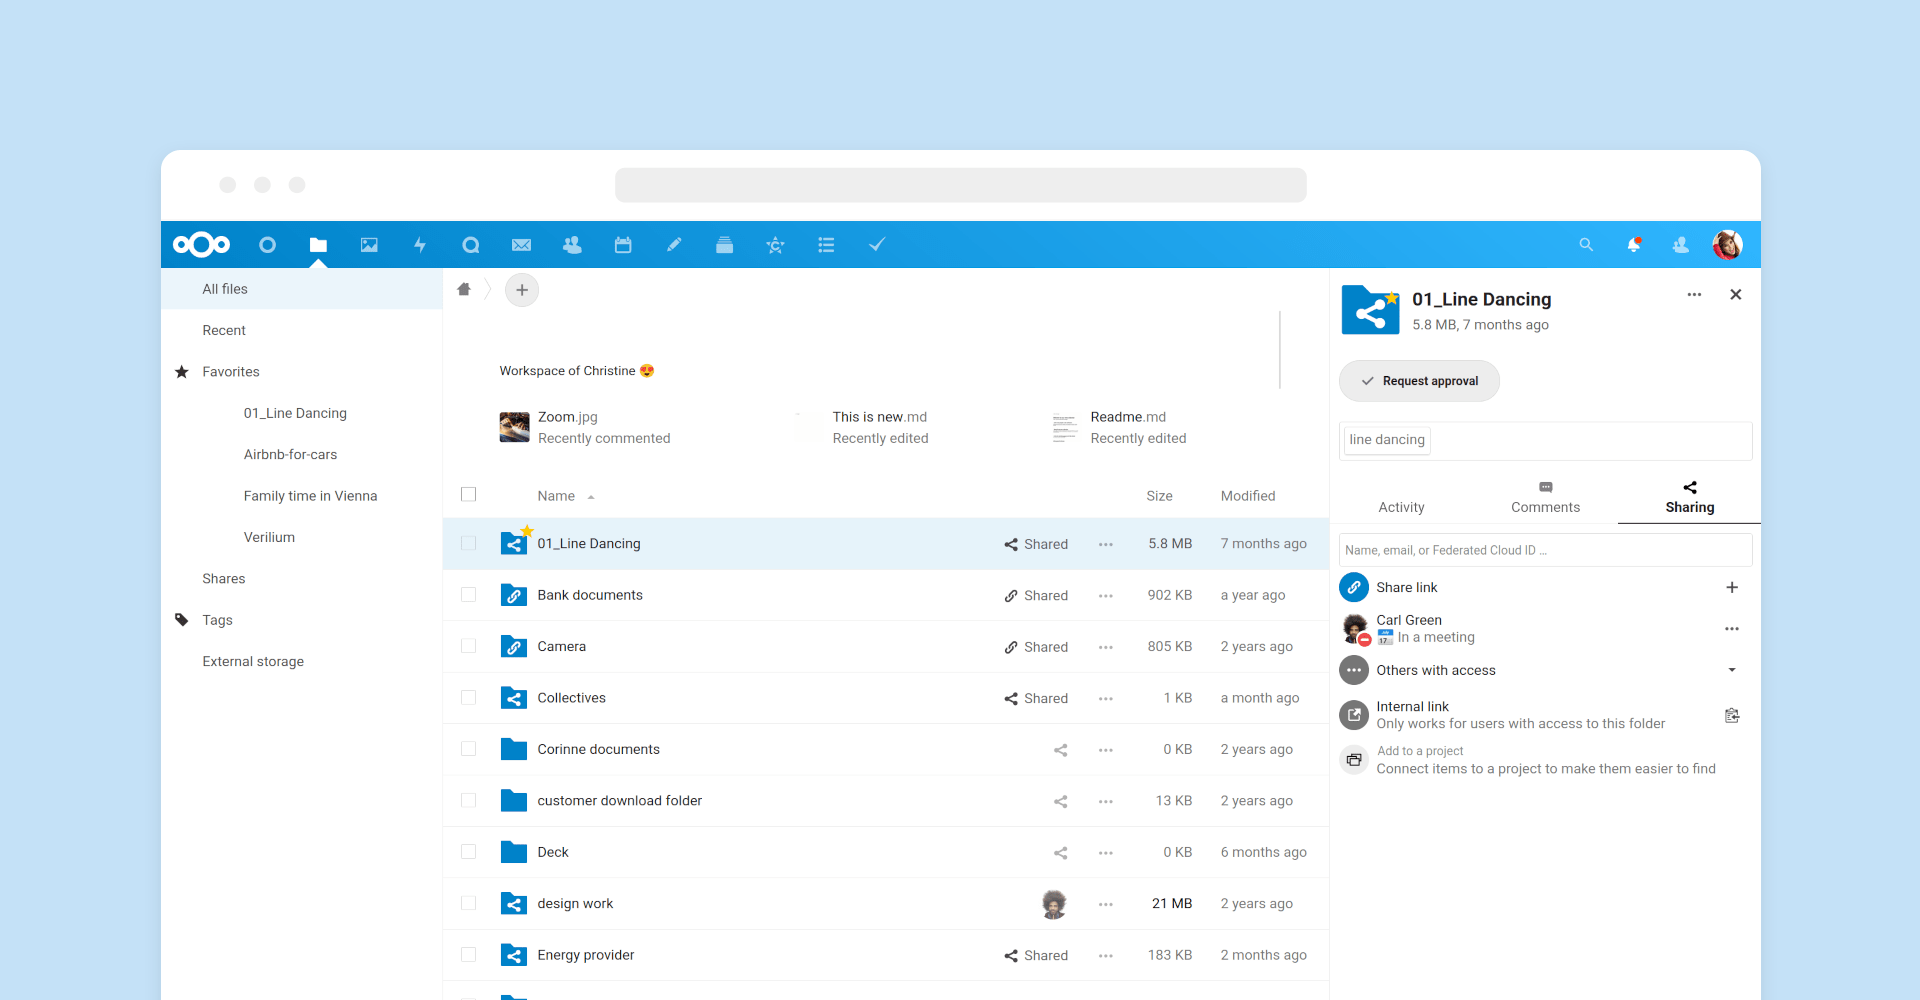 All files
Recent
Favorites
01_Line Dancing
Airbnb-for-cars
Family time in Vienna
Verilium
Shares
Tags
External storage
Workspace of Christine 😍
Zoom.jpg
Recently commented
This is new.md
Recently edited
Readme.md
Recently edited
Name Size Modified
01_Line Dancing Shared 5.8 MB 7 months ago
Bank documents Shared 902 KB a year ago
Camera Shared 805 KB 2 years ago
Collectives Shared 1 KB a month ago
Corinne documents 0 KB 2 years ago
customer download folder 13 KB 2 years ago
Deck 0 KB 6 months ago
design work 21 MB 2 years ago
Energy provider Shared 183 KB 2 months ago
01_Line Dancing
5.8 MB, 7 months ago
Request approval
line dancing
Activity Comments Sharing
Name, email, or Federated Cloud ID ...
Share link
Carl Green
17 In a meeting
Others with access
Internal link
Only works for users with access to this folder
Add to a project
Connect items to a project to make them easier to find